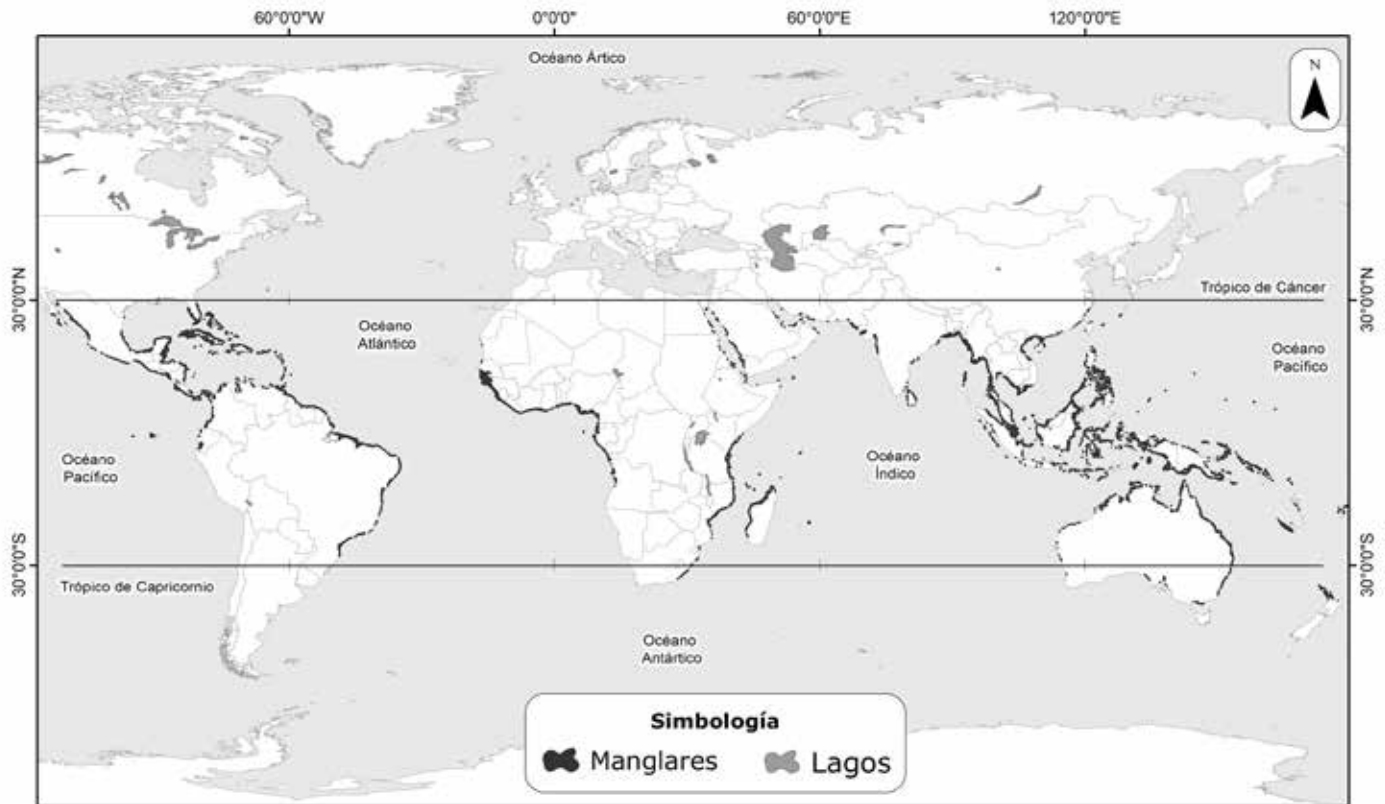 60°0'0"W
0°0'0"
60°0'0"E
120°0'0"E
Océano Ártico
N
30°0'0"N
Trópico de Cáncer
30°0'0"N
Océano
Atlántico
Océano
Pacífico
Océano
Pacífico
Océano
Índico
30°0'0"S
Trópico de Capricornio
30°0'0"S
Océano
Antártico
Simbología
Manglares
Lagos